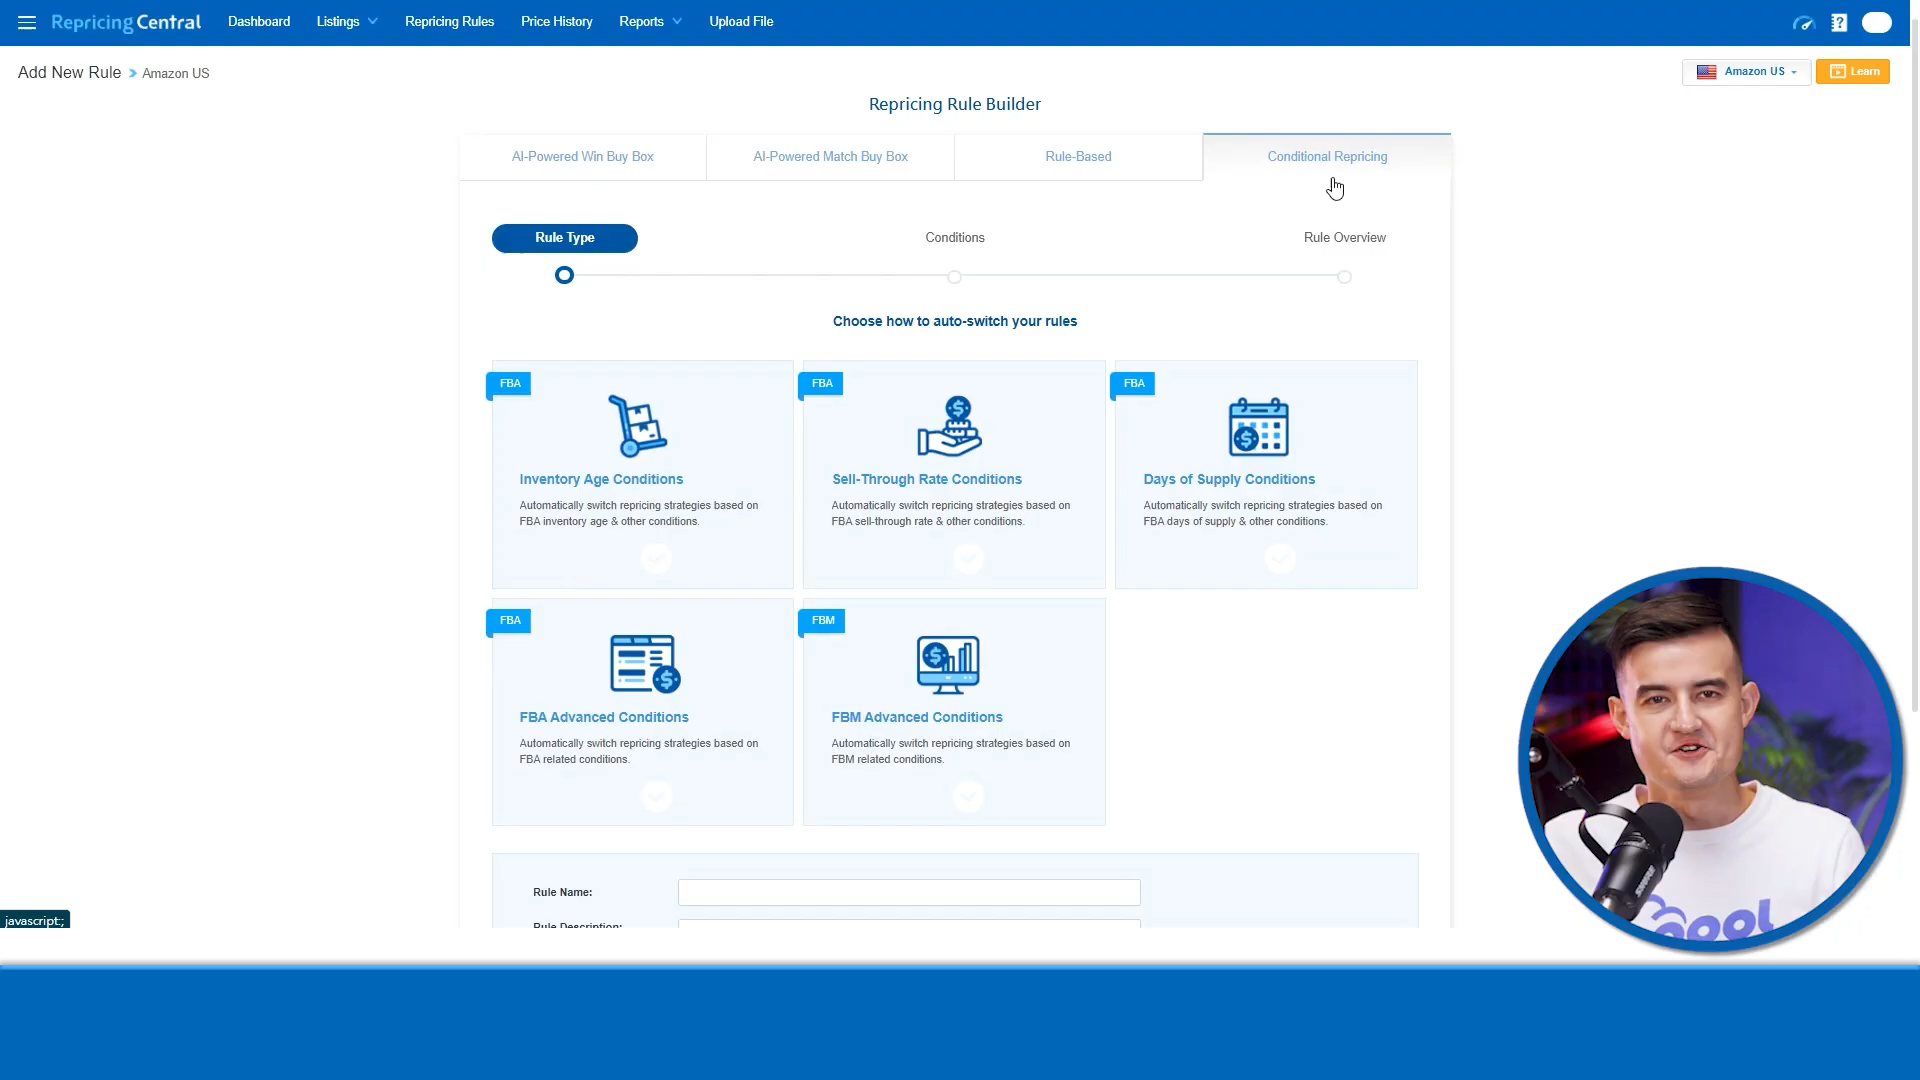 Repricing Central Dashboard Listings Repricing Rules Price History Reports Upload File
Add New Rule Amazon US
Amazon US Learn
Repricing Rule Builder
AI-Powered Win Buy Box AI-Powered Match Buy Box Rule-Based Conditional Repricing
Rule Type Conditions Rule Overview
Choose how to auto-switch your rules
FBA
Inventory Age Conditions
Automatically switch repricing strategies based on
FBA inventory age & other conditions.
FBA
Sell-Through Rate Conditions
Automatically switch repricing strategies based on
FBA sell-through rate & other conditions.
FBA
Days of Supply Conditions
Automatically switch repricing strategies based on
FBA days of supply & other conditions.
FBA
FBA Advanced Conditions
Automatically switch repricing strategies based on
FBA related conditions.
FBM
FBM Advanced Conditions
Automatically switch repricing strategies based on
FBM related conditions.
Rule Name:
Rule Description:
javascript:;